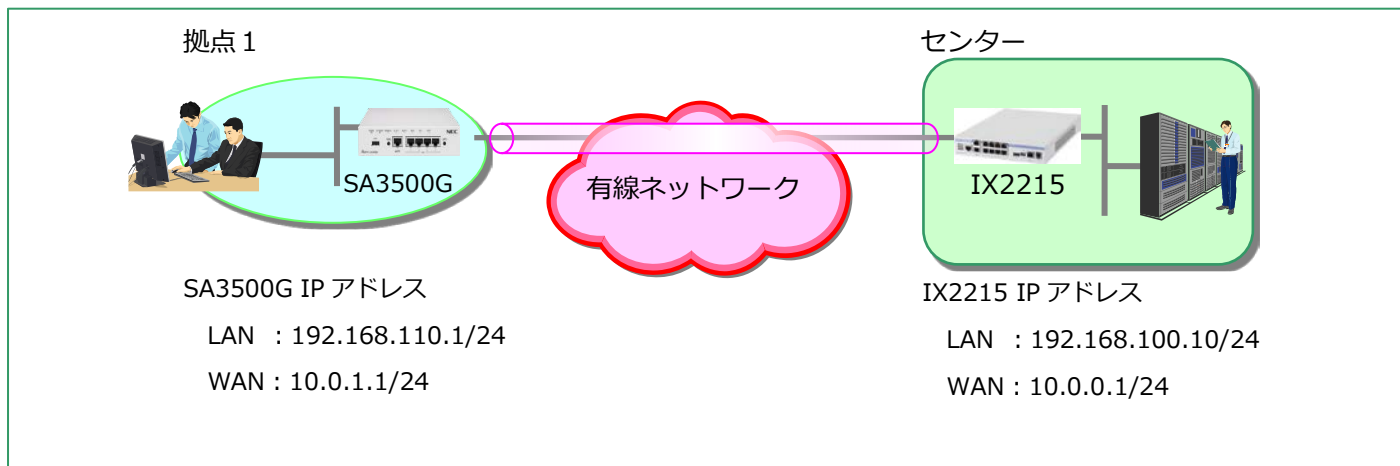 拠点1
センター
NEC
SA3500G
有線ネットワーク
IX2215
SA3500G IP アドレス
LAN ：192.168.110.1/24
WAN：10.0.1.1/24
IX2215 IP アドレス
LAN ：192.168.100.10/24
WAN：10.0.0.1/24